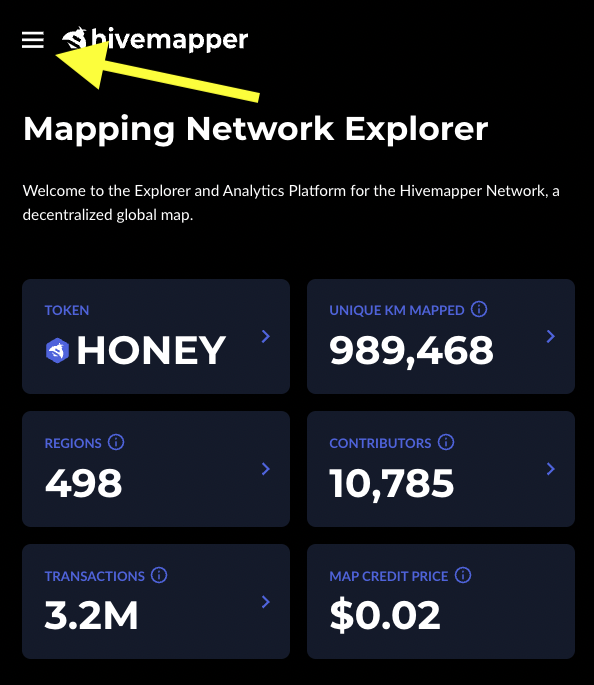 hivemapper
Mapping Network Explorer
Welcome to the Explorer and Analytics Platform for the Hivemapper Network, a
decentralized global map.
TOKEN
HONEY
UNIQUE KM MAPPED
989,468
REGIONS
498
CONTRIBUTORS
10,785
TRANSACTIONS
3.2M
MAP CREDIT PRICE
$0.02